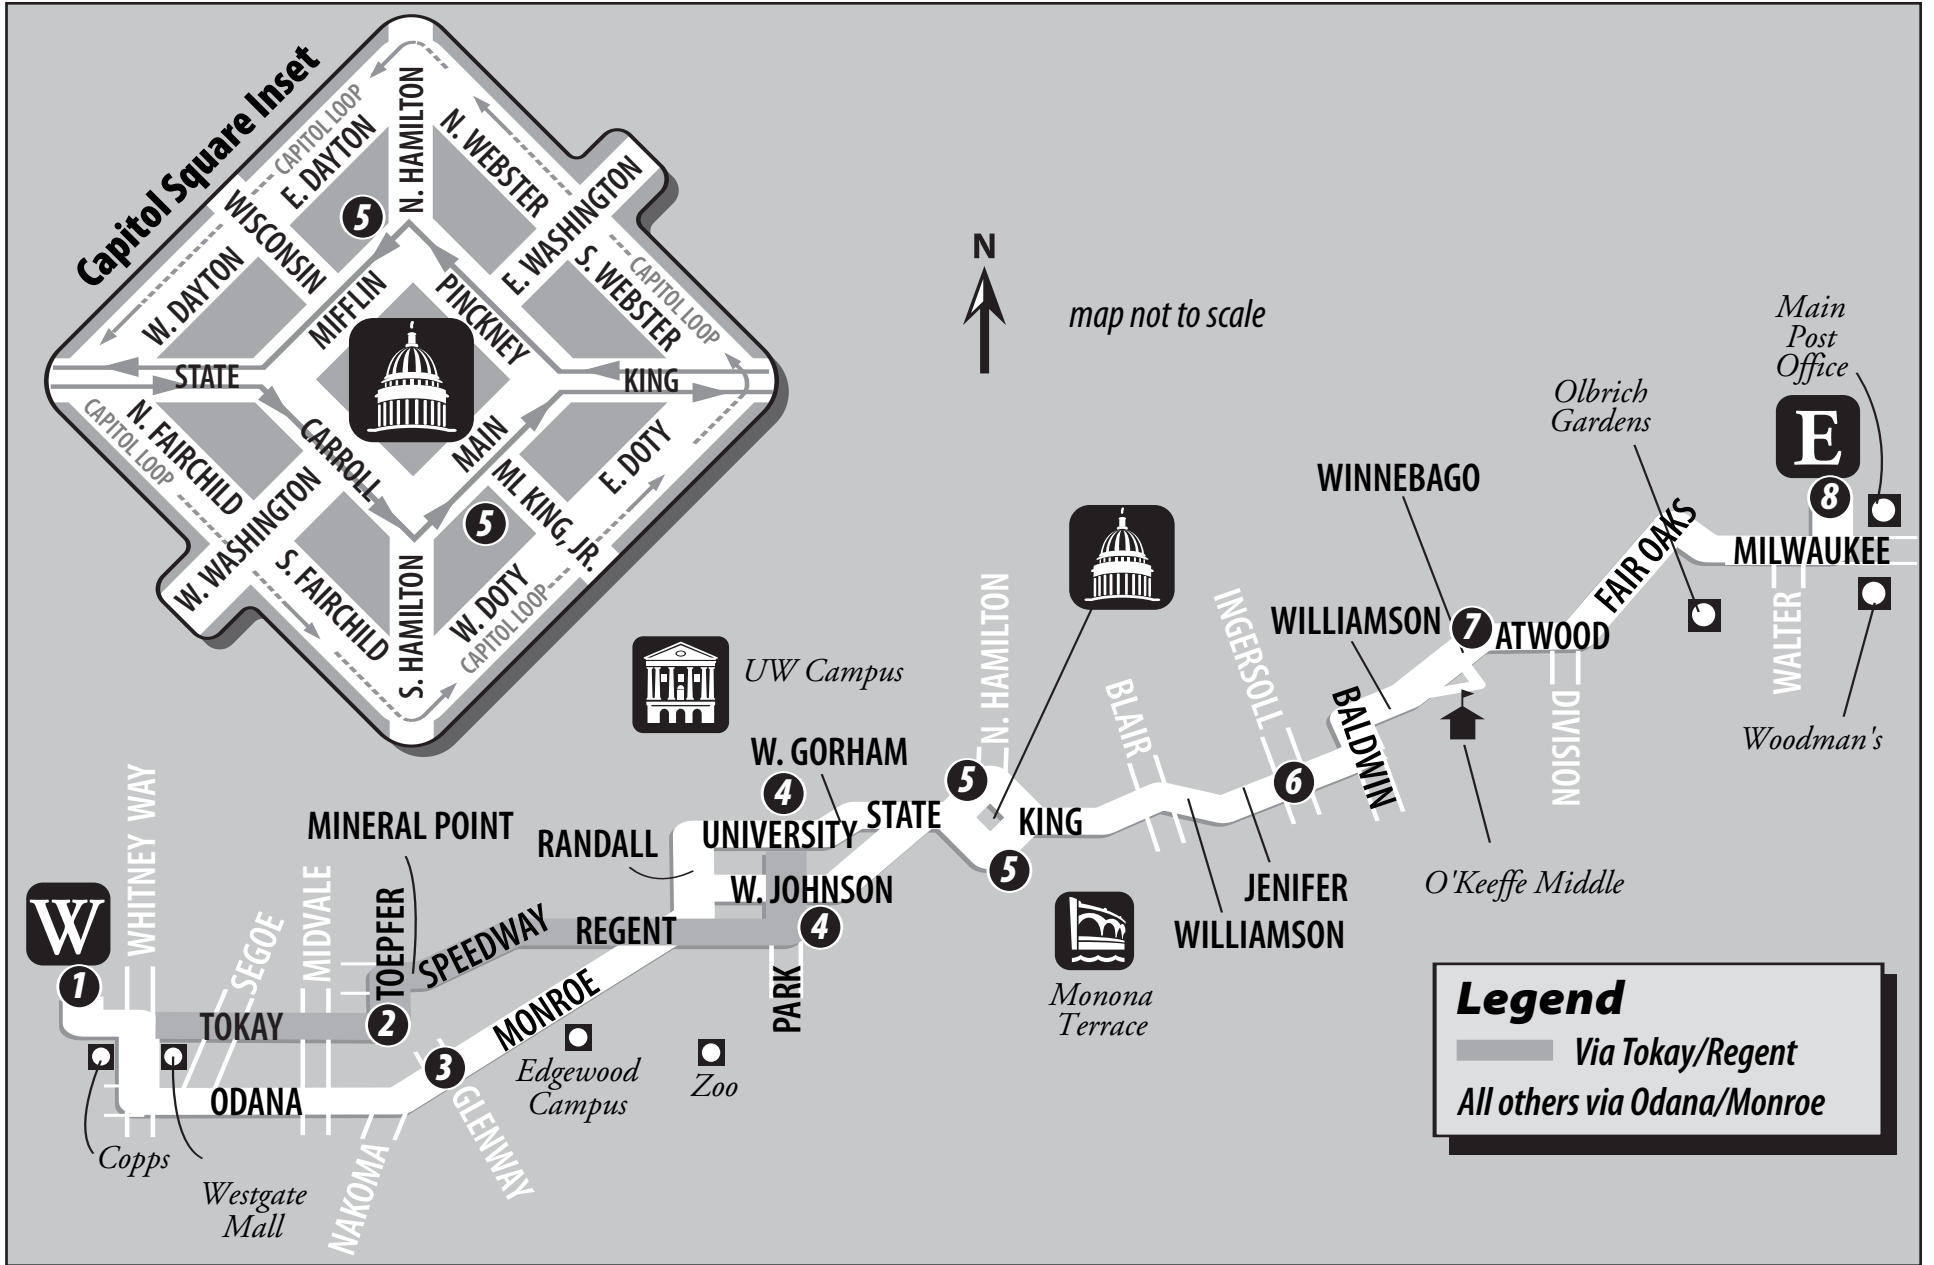 Capitol Square Inset
CAPITOL LOOP
E. DAYTON
N. HAMILTON
N. WEBSTER
WISCONSIN
5
E. WASHINGTON
W. DAYTON
MIFFLIN
PINCKNEY
S. WEBSTER
CAPITOL LOOP
STATE
KING
N. FAIRCHILD
CAPITOL LOOP
CARROLL
MAIN
E. DOTY
W. WASHINGTON
5
ML KING, JR.
S. FAIRCHILD
S. HAMILTON
W. DOTY
CAPITOL LOOP
N
map not to scale
Main
Post
Office
Olbrich
Gardens
E
8
WINNEBAGO
FAIR OAKS
MILWAUKEE
WILLIAMSON
7
ATWOOD
WALTER
Woodman's
DIVISION
INGERSOLL
BALDWIN
BLAIR
N. HAMILTON
UW Campus
W. GORHAM
4
5
6
UNIVERSITY
STATE
KING
5
MINERAL POINT
RANDALL
W. JOHNSON
4
JENIFER
WILLIAMSON
O'Keeffe Middle
WHITNEY WAY
W
1
SEGOE
MIDVALE
TOEPFER
SPEEDWAY
REGENT
PARK
Monona
Terrace
TOKAY
2
MONROE
3
Edgewood
Campus
Zoo
ODANA
GLENWAY
NAKOMA
Copps
Westgate
Mall
Legend
Via Tokay/Regent
All others via Odana/Monroe